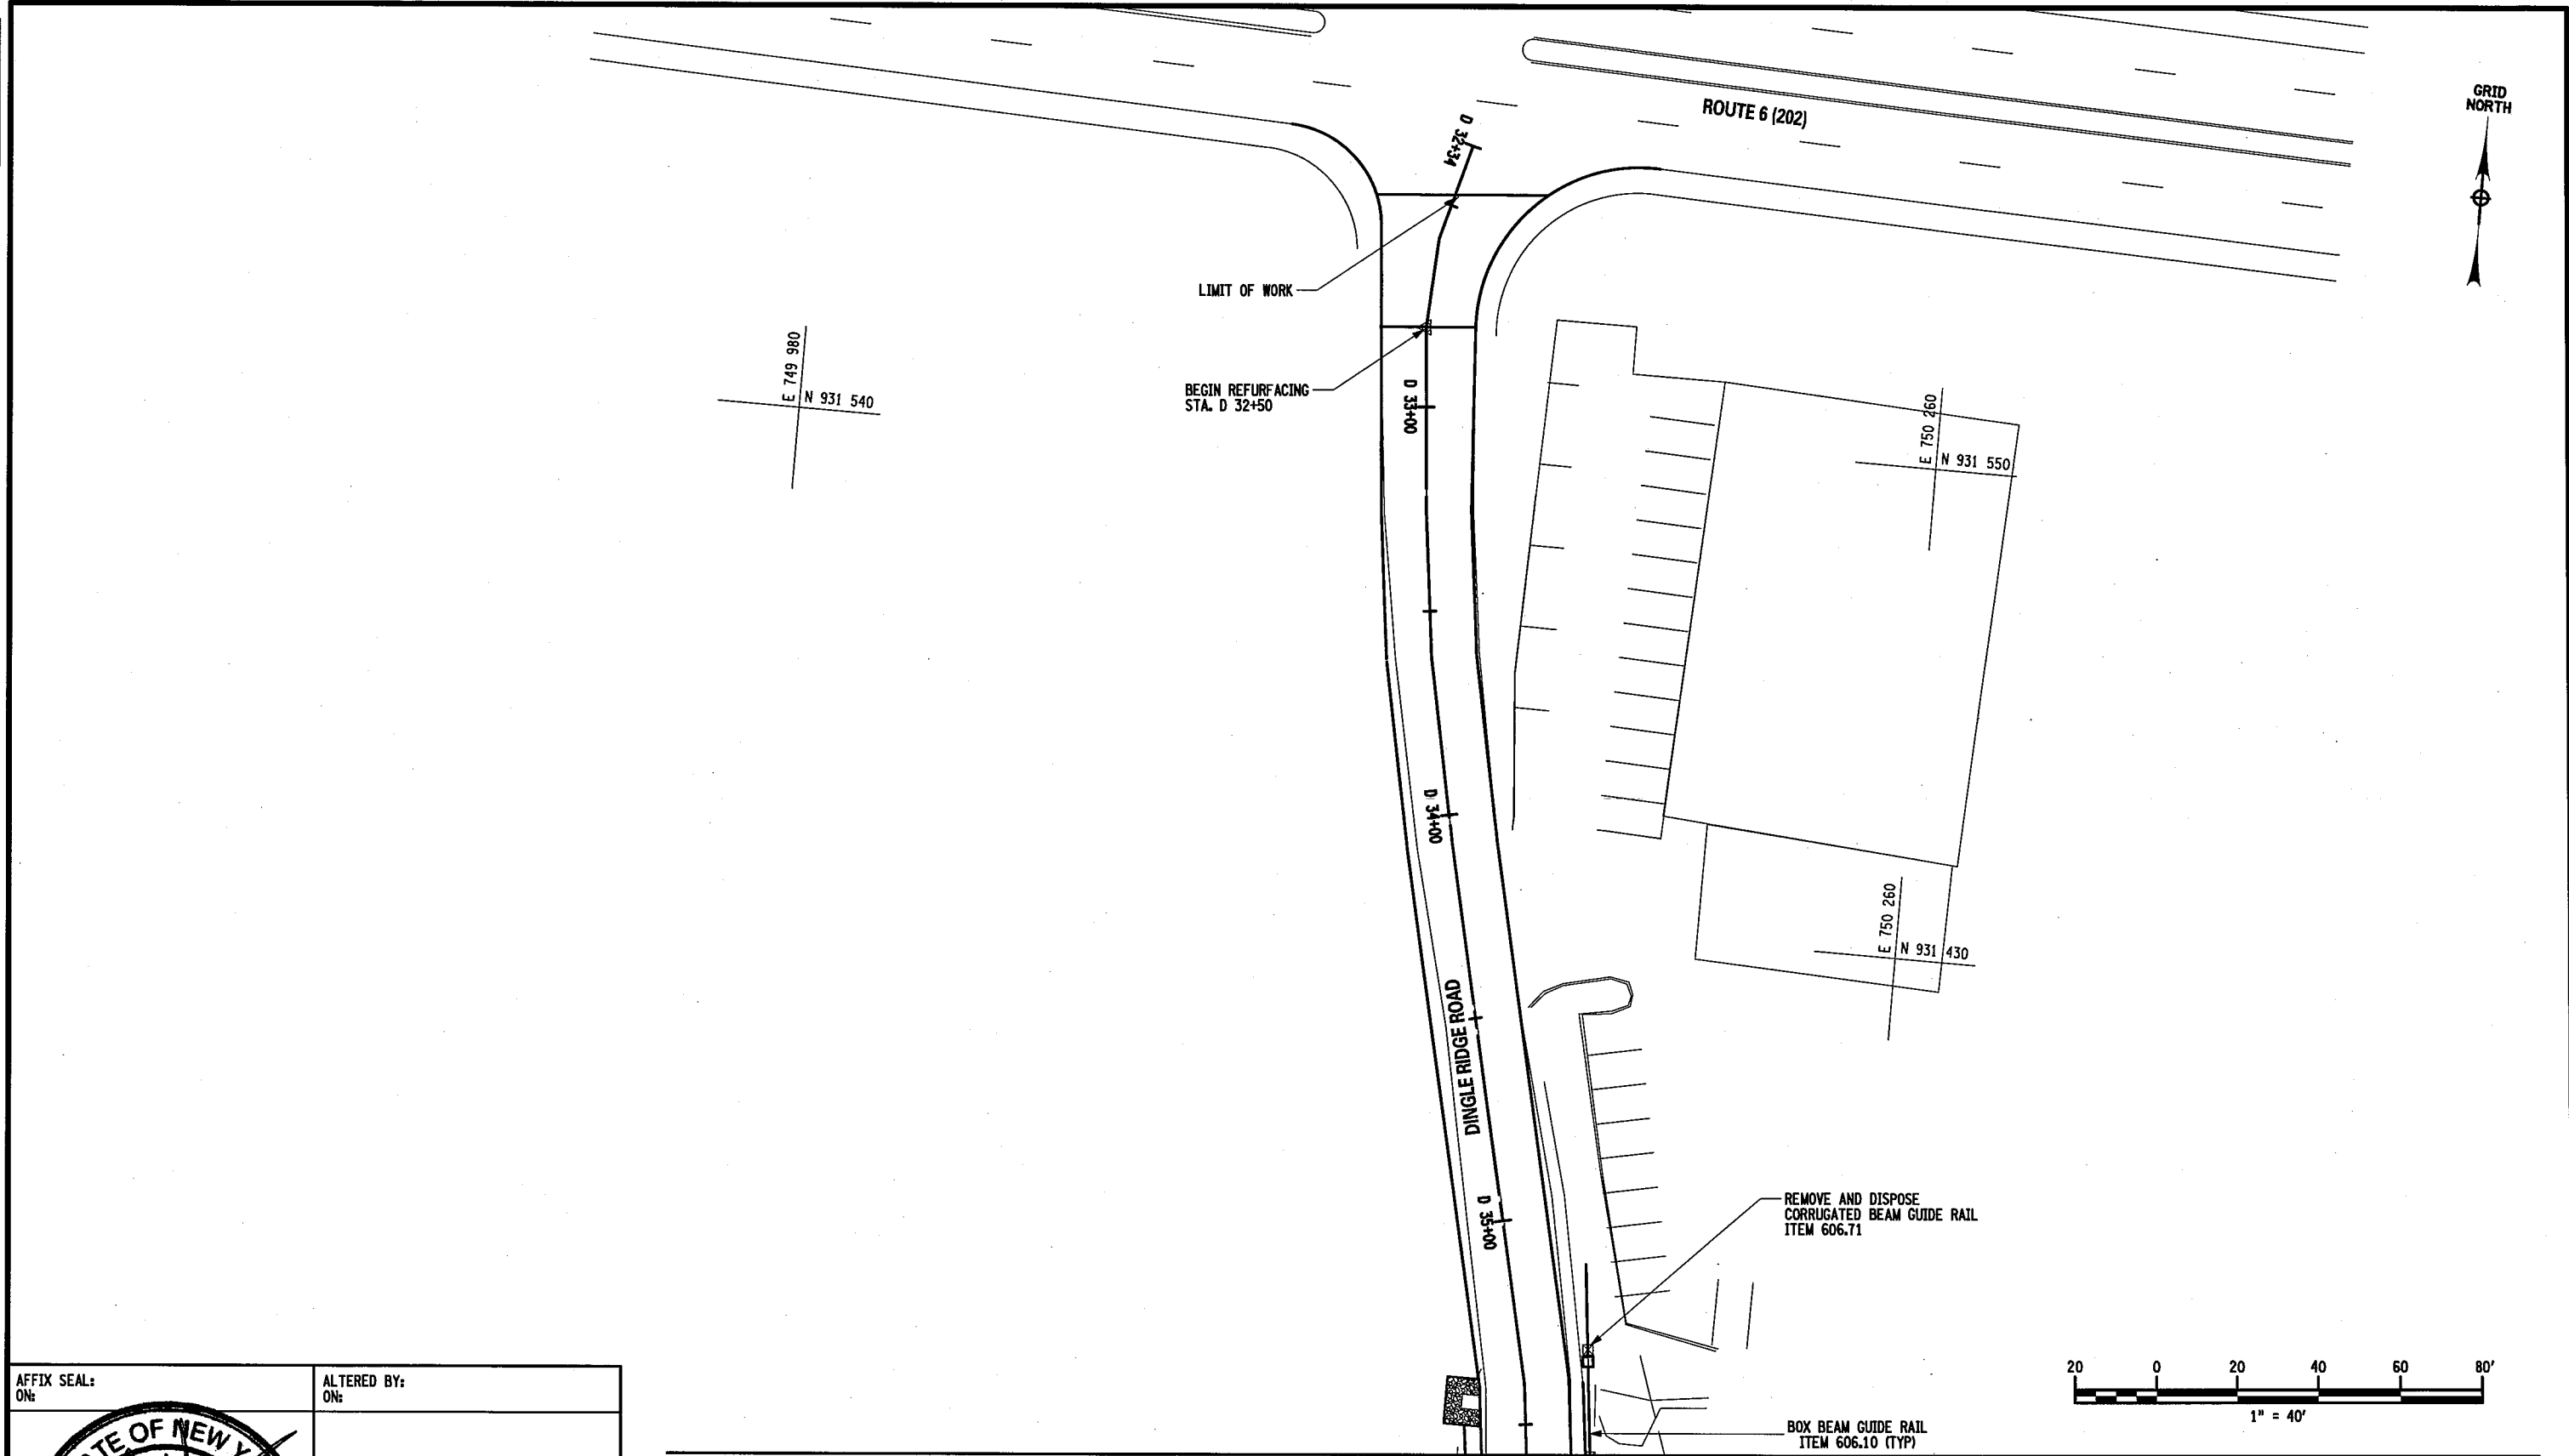 ROUTE 6 (202)
GRID
NORTH
D 32+34
LIMIT OF WORK
BEGIN REFURFACING
STA. D 32+50
E 749 980
N 931 540
D 33+00
E 750 260
N 931 550
D 34+00
E 750 260
N 931 430
DINGLE RIDGE ROAD
D 35+00
REMOVE AND DISPOSE
CORRUGATED BEAM GUIDE RAIL
ITEM 606.71
BOX BEAM GUIDE RAIL
ITEM 606.10 (TYP)
20 0 20 40 60 80'
1" = 40'
AFFIX SEAL:
ON:
ALTERED BY:
ON:
OF NEW